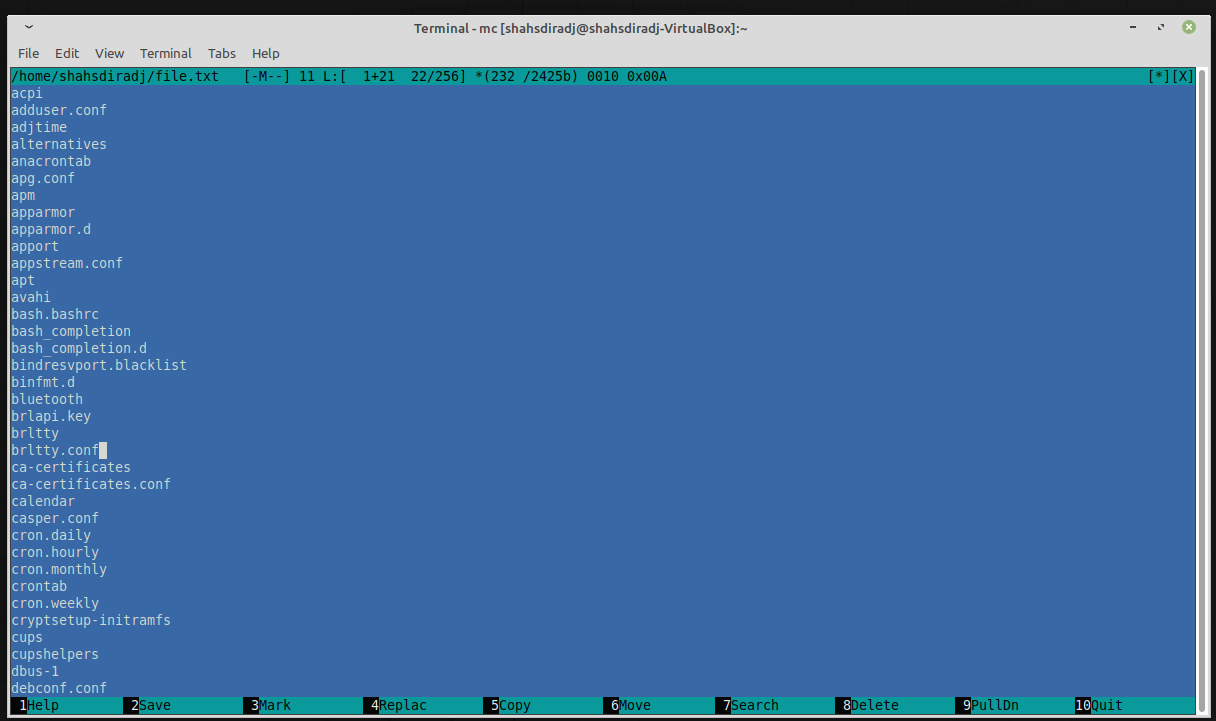 Terminal - mc [shahsdiradj@shahsdiradj-VirtualBox]:~
File Edit View Terminal Tabs Help
/home/shahsdiradj/file.txt   [-M--] 11 L:[  1+21  22/256] *(232 /2425b) 0010 0x00A [*][X]
acpi
adduser.conf
adjtime
alternatives
anacrontab
apg.conf
apm
apparmor
apparmor.d
apport
appstream.conf
apt
avahi
bash.bashrc
bash_completion
bash_completion.d
bindresvport.blacklist
binfmt.d
bluetooth
brlapi.key
brltty
brltty.conf
ca-certificates
ca-certificates.conf
calendar
casper.conf
cron.daily
cron.hourly
cron.monthly
crontab
cron.weekly
cryptsetup-initramfs
cups
cupshelpers
dbus-1
debconf.conf
1Help 2Save 3Mark 4Replac 5Copy 6Move 7Search 8Delete 9PullDn 10Quit